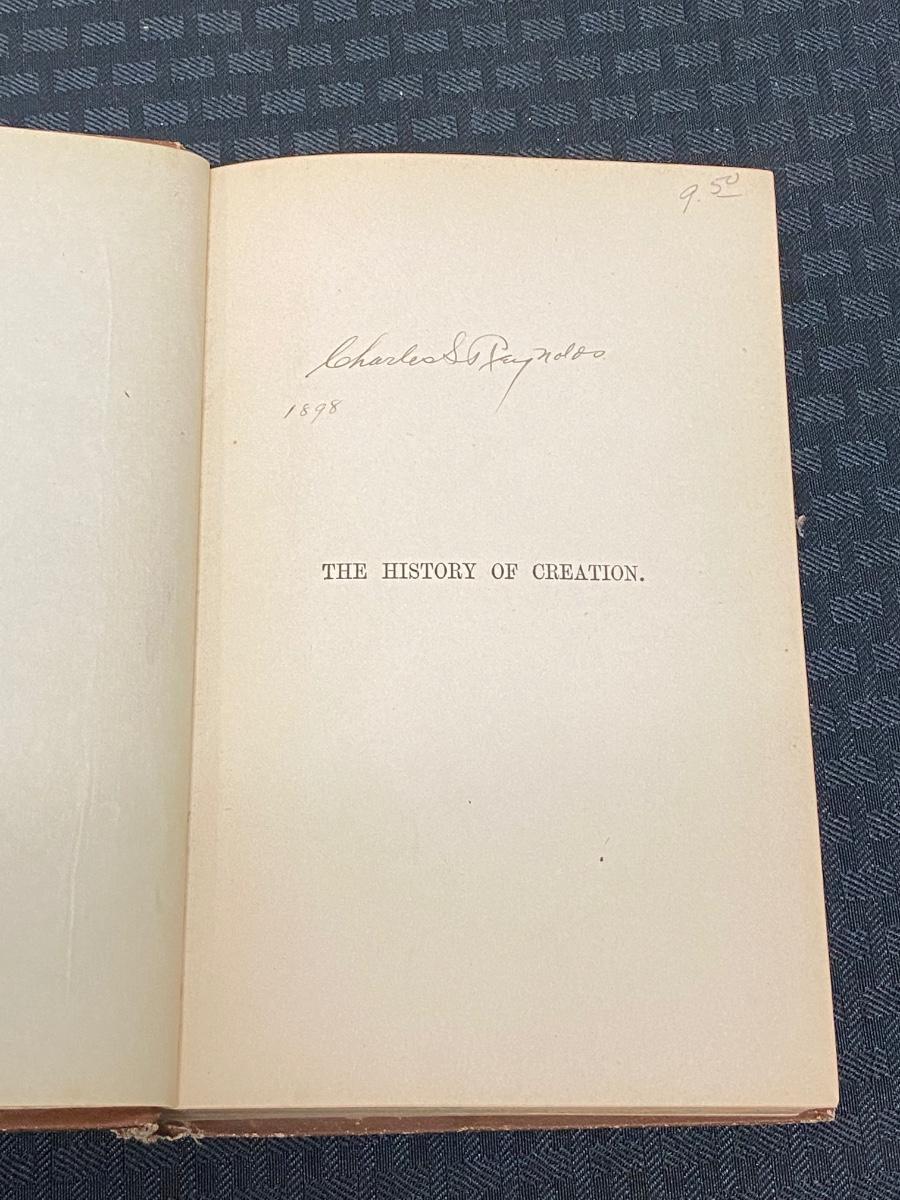 9.50
Charles S. Reynolds
1898
THE HISTORY OF CREATION.